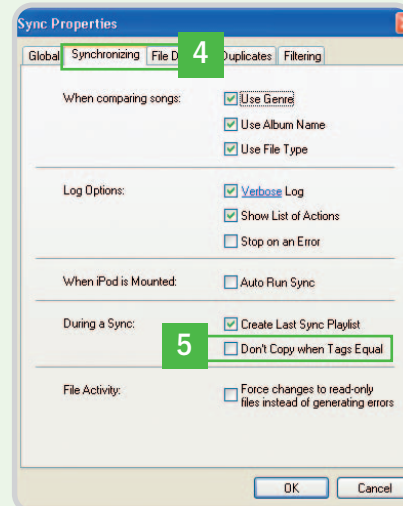 Sync Properties
Global Synchronizing File D 4 Duplicates Filtering
When comparing songs: Use Genre
Use Album Name
Use File Type
Log Options: Verbose Log
Show List of Actions
Stop on an Error
When iPod is Mounted: Auto Run Sync
During a Sync: Create Last Sync Playlist
5 Don't Copy when Tags Equal
File Activity: Force changes to read-only
files instead of generating errors
OK Cancel